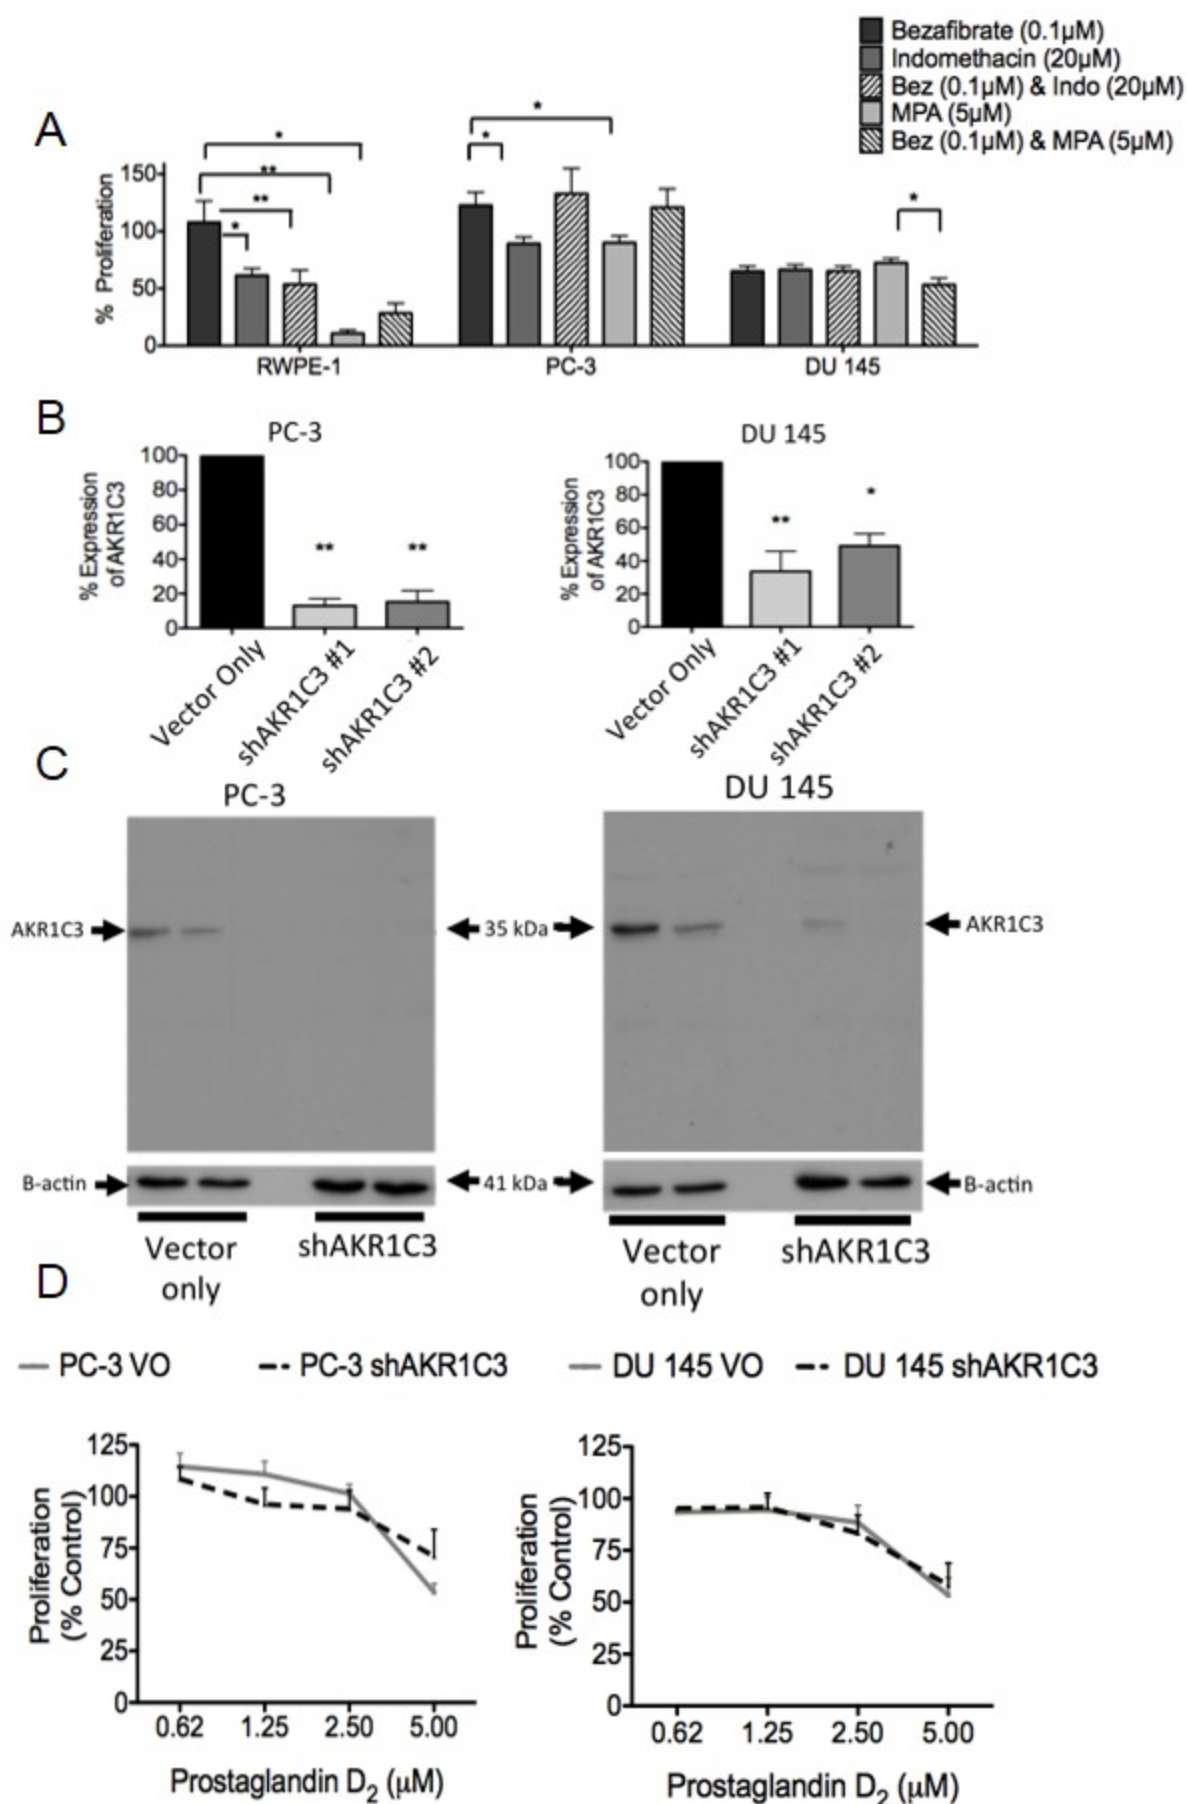 Bezafibrate (0.1µM)
Indomethacin (20µM)
Bez (0.1µM) & Indo (20µM)
MPA (5µM)
Bez (0.1µM) & MPA (5µM)
A
% Proliferation
150
100
50
0
*
**
**
*
*
*
*
RWPE-1
PC-3
DU 145
B
PC-3
% Expression
of AKR1C3
100
80
60
40
20
0
**
**
Vector Only
shAKR1C3 #1
shAKR1C3 #2
DU 145
% Expression
of AKR1C3
100
80
60
40
20
0
**
*
Vector Only
shAKR1C3 #1
shAKR1C3 #2
C
PC-3
DU 145
AKR1C3
35 kDa
AKR1C3
B-actin
41 kDa
B-actin
Vector
only
shAKR1C3
Vector
only
shAKR1C3
D
PC-3 VO
PC-3 shAKR1C3
DU 145 VO
DU 145 shAKR1C3
Proliferation
(% Control)
125
100
75
50
25
0
0.62 1.25 2.50 5.00
Prostaglandin D2 (µM)
Proliferation
(% Control)
125
100
75
50
25
0
0.62 1.25 2.50 5.00
Prostaglandin D2 (µM)